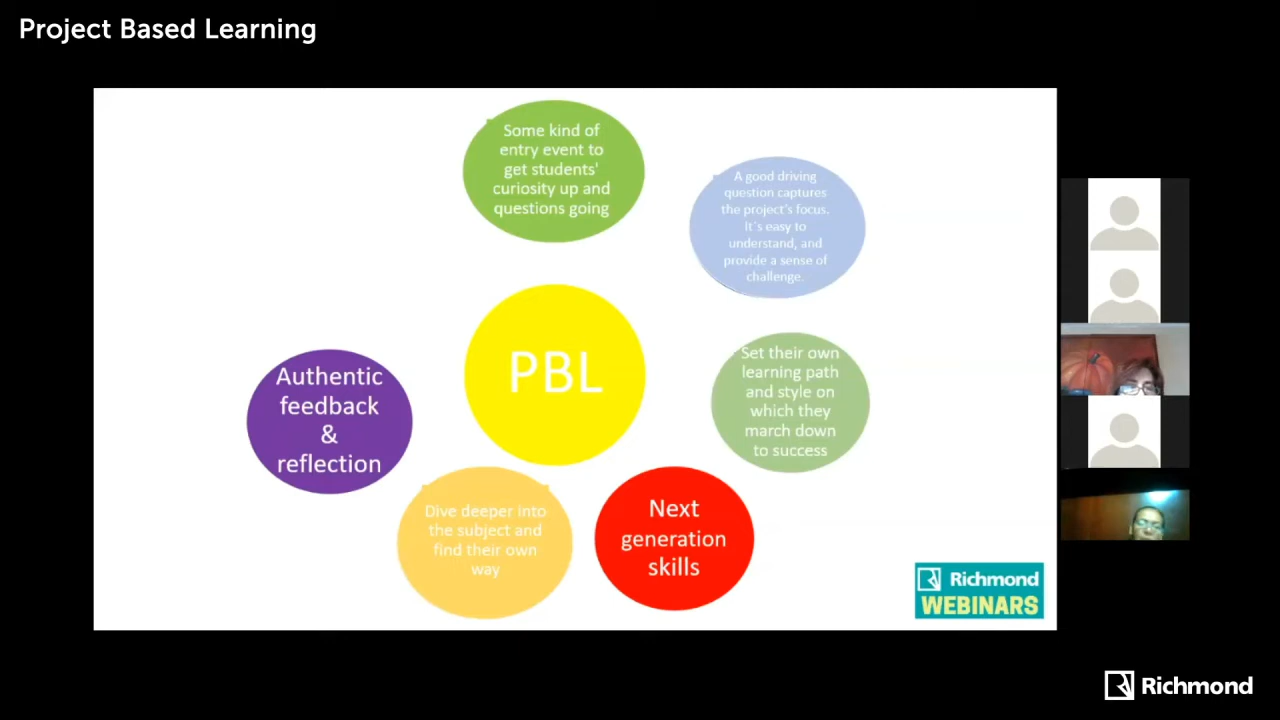 Project Based Learning
Some kind of
entry event to
get students'
curiosity up and
questions going
A good driving
question captures
the project's focus.
It´s easy to
understand, and
provide a sense of
challenge.
PBL
Set their own
learning path
and style on
which they
march down
to success
Authentic
feedback
&
reflection
Dive deeper into
the subject and
find their own
way
Next
generation
skills
Richmond
WEBINARS
Richmond